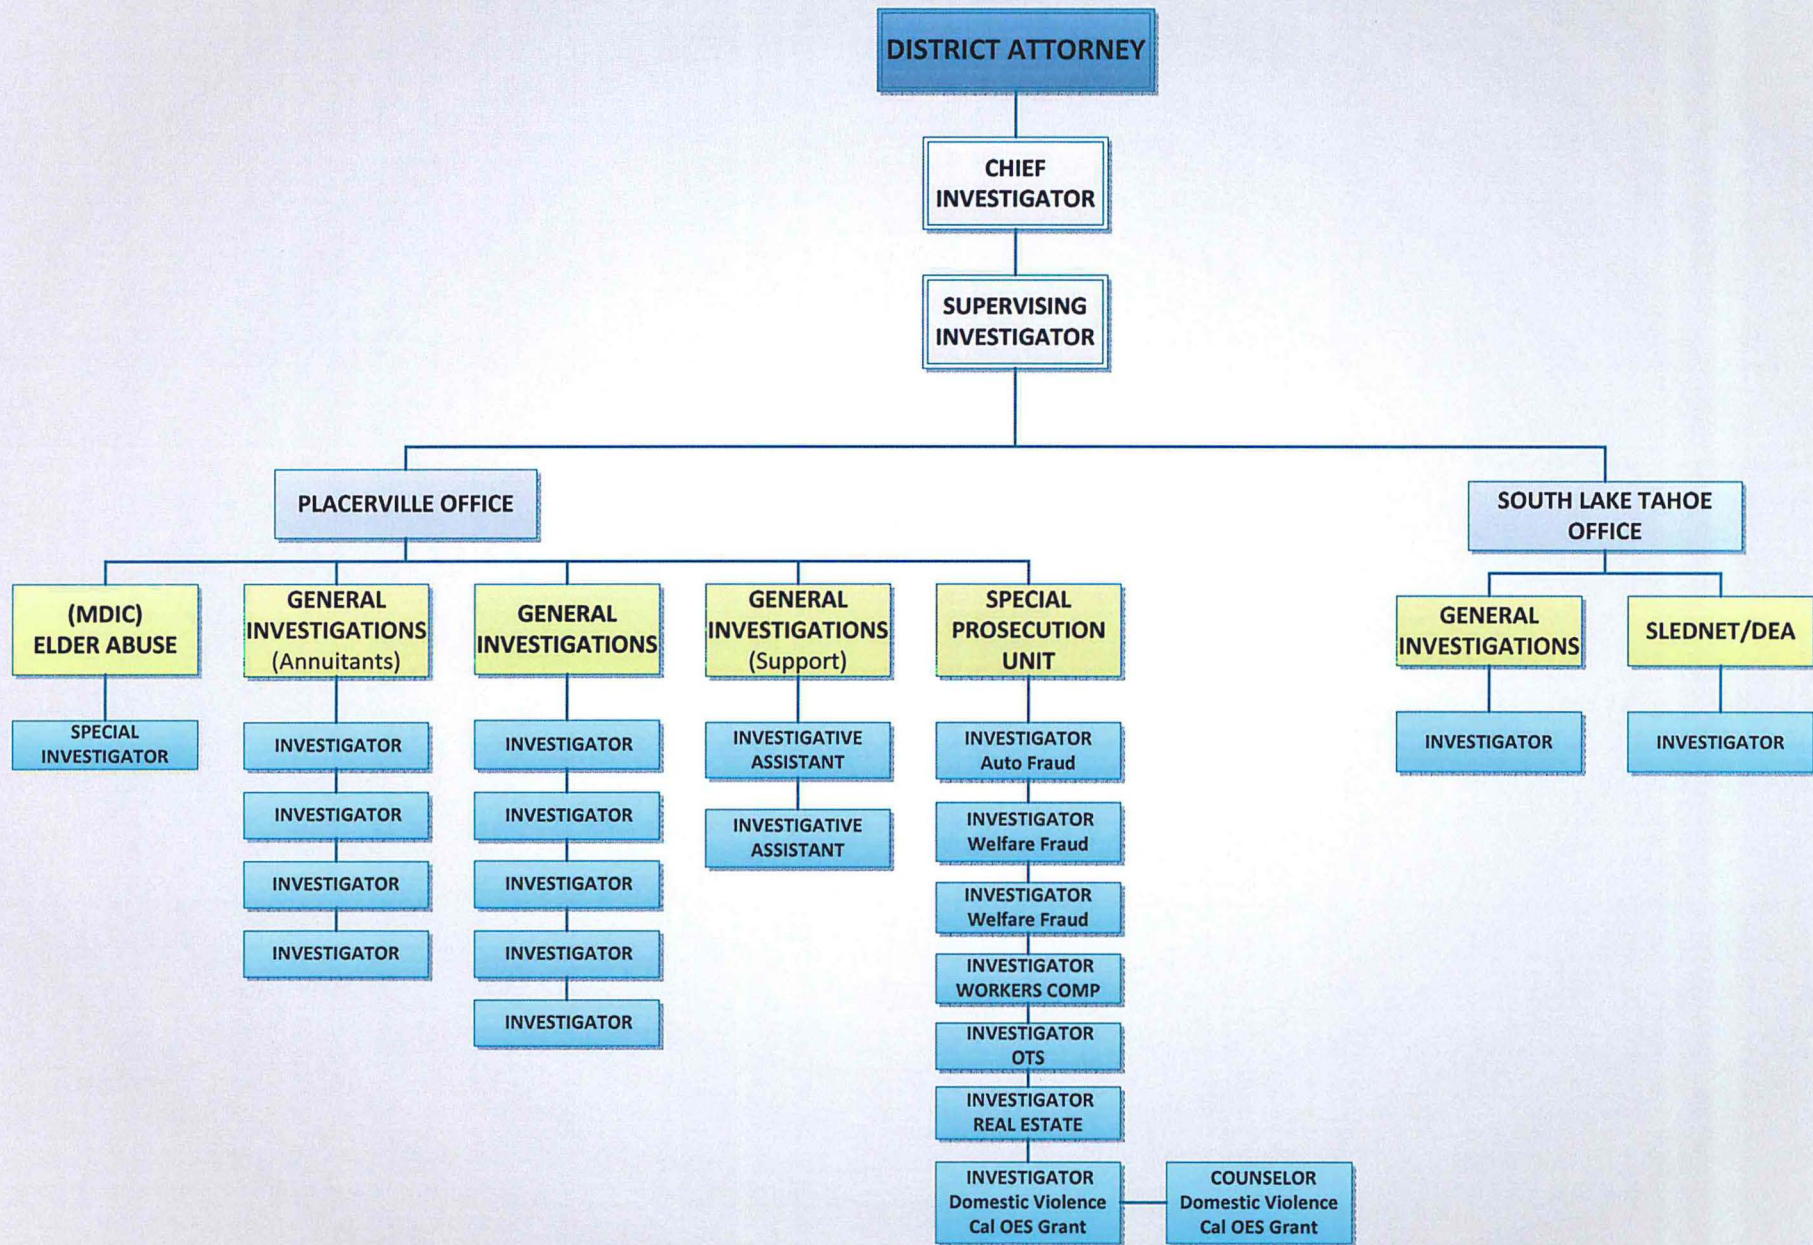 DISTRICT ATTORNEY
CHIEF
INVESTIGATOR
SUPERVISING
INVESTIGATOR
PLACERVILLE OFFICE
SOUTH LAKE TAHOE
OFFICE
(MDIC)
ELDER ABUSE
SPECIAL
INVESTIGATOR
GENERAL
INVESTIGATIONS
(Annuitants)
INVESTIGATOR
INVESTIGATOR
INVESTIGATOR
INVESTIGATOR
GENERAL
INVESTIGATIONS
INVESTIGATOR
INVESTIGATOR
INVESTIGATOR
INVESTIGATOR
INVESTIGATOR
GENERAL
INVESTIGATIONS
(Support)
INVESTIGATIVE
ASSISTANT
INVESTIGATIVE
ASSISTANT
SPECIAL
PROSECUTION
UNIT
INVESTIGATOR
Auto Fraud
INVESTIGATOR
Welfare Fraud
INVESTIGATOR
Welfare Fraud
INVESTIGATOR
WORKERS COMP
INVESTIGATOR
OTS
INVESTIGATOR
REAL ESTATE
INVESTIGATOR
Domestic Violence
Cal OES Grant
COUNSELOR
Domestic Violence
Cal OES Grant
GENERAL
INVESTIGATIONS
INVESTIGATOR
SLEDNET/DEA
INVESTIGATOR